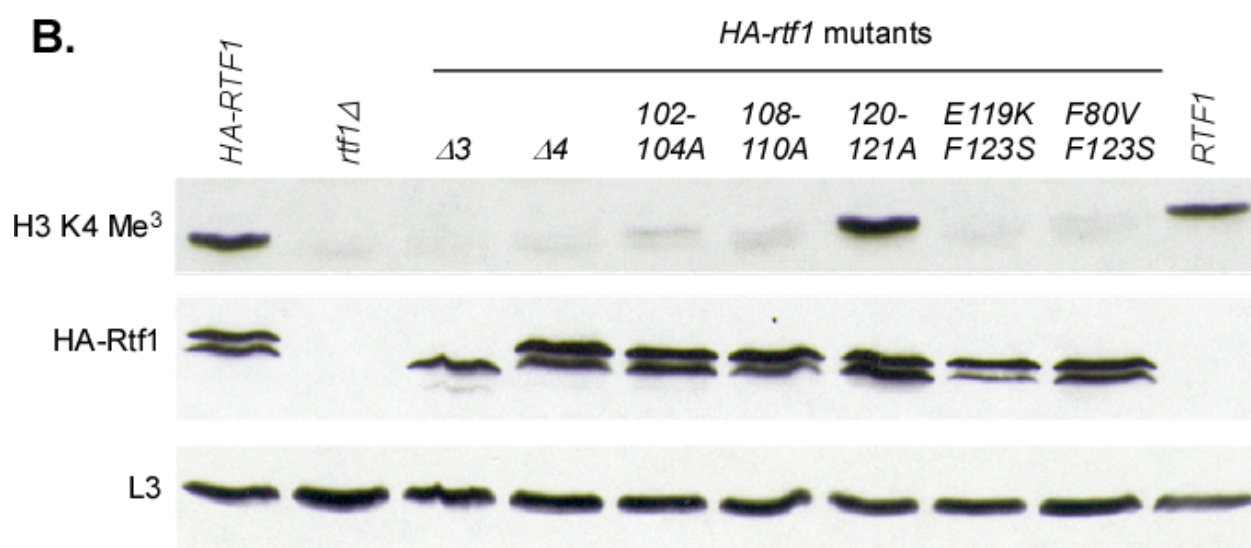 B.
HA-rtf1 mutants
HA-RTF1
rtf1Δ
Δ3
Δ4
102-
104A
108-
110A
120-
121A
E119K
F123S
F80V
F123S
RTF1
H3 K4 Me³
HA-Rtf1
L3